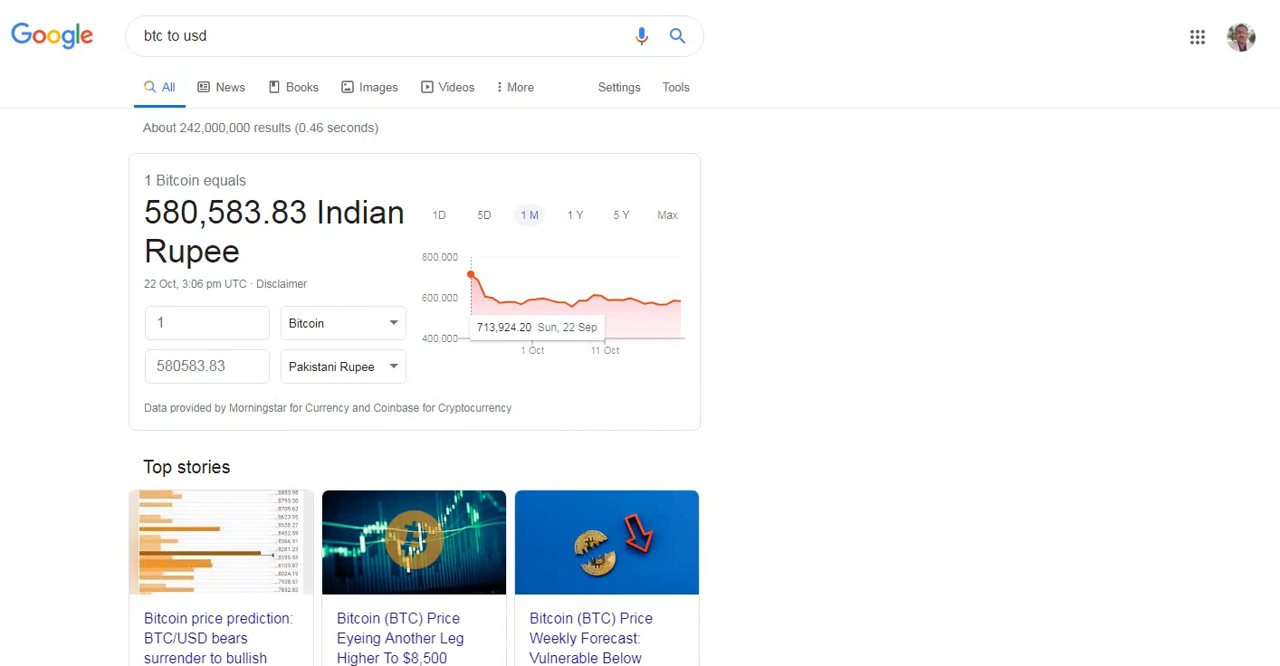 Google
btc to usd
All
News
Books
Images
Videos
More
Settings
Tools
About 242,000,000 results (0.46 seconds)
1 Bitcoin equals
580,583.83 Indian
Rupee
22 Oct, 3:06 pm UTC · Disclaimer
1
Bitcoin
580583.83
Pakistani Rupee
1D
5D
1 M
1 Y
5 Y
Max
800.000
600.000
400.000
713,924.20 Sun, 22 Sep
1 Oct
11 Oct
Data provided by Morningstar for Currency and Coinbase for Cryptocurrency
Top stories
Bitcoin price prediction:
BTC/USD bears
surrender to bullish
Bitcoin (BTC) Price
Eyeing Another Leg
Higher To $8,500
Bitcoin (BTC) Price
Weekly Forecast:
Vulnerable Below